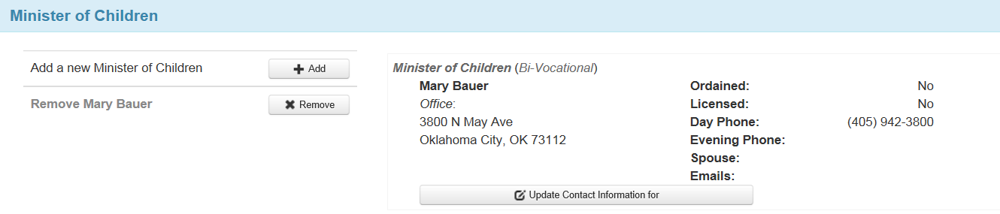 Minister of Children
Add a new Minister of Children
Add
Remove Mary Bauer
Remove
Minister of Children (Bi-Vocational)
Mary Bauer
Office:
3800 N May Ave
Oklahoma City, OK 73112
Ordained: No
Licensed: No
Day Phone: (405) 942-3800
Evening Phone:
Spouse:
Emails:
Update Contact Information for